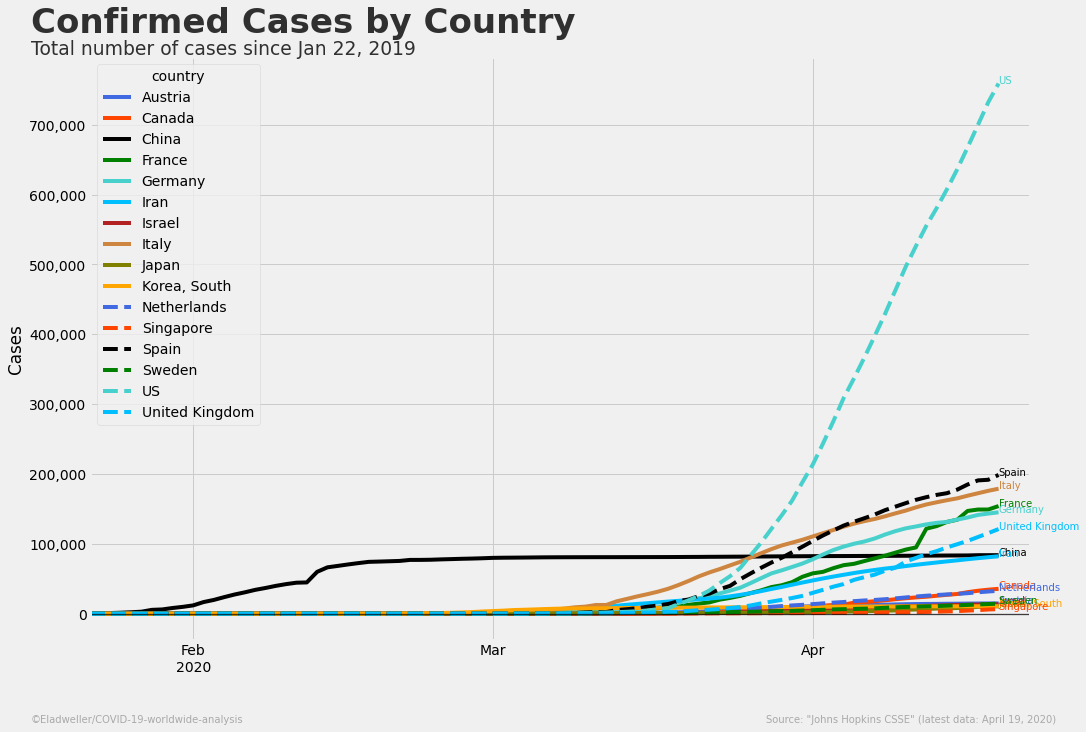 Confirmed Cases by Country
Total number of cases since Jan 22, 2019
country
Austria
Canada
China
France
Germany
Iran
Israel
Italy
Japan
Korea, South
Netherlands
Singapore
Spain
Sweden
US
United Kingdom
Cases
700,000
600,000
500,000
400,000
300,000
200,000
100,000
0
Feb
2020
Mar
Apr
US
Spain
Italy
France
Germany
United Kingdom
China
Canada
Netherlands
Sweden
South
Singapore
©Eladweller/COVID-19-worldwide-analysis
Source: "Johns Hopkins CSSE" (latest data: April 19, 2020)